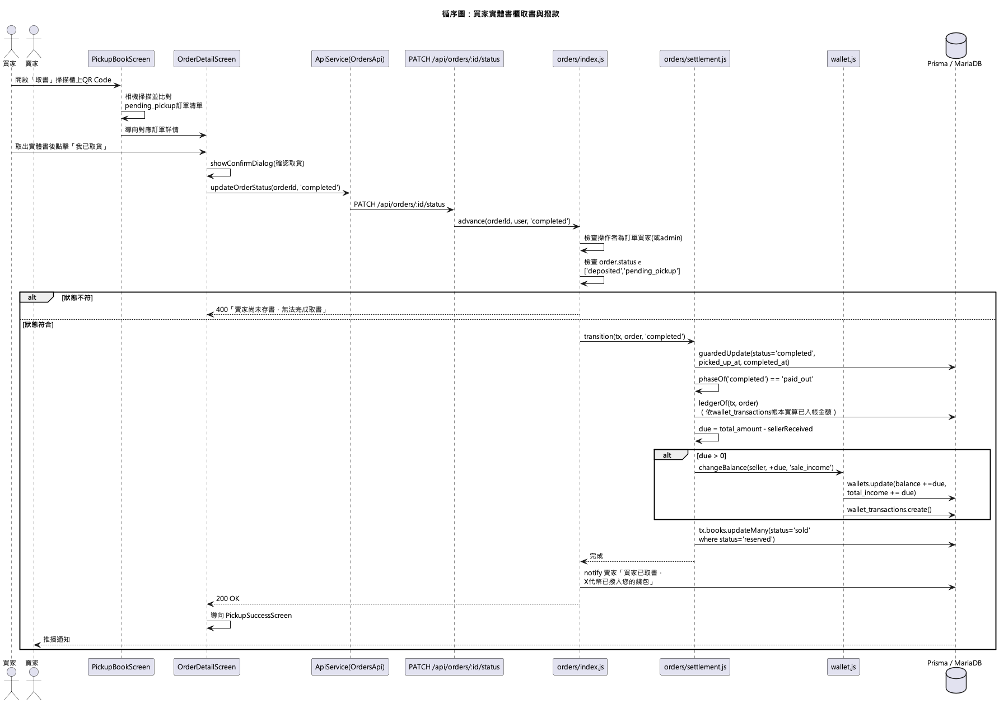 循序圖：買家實體書櫃取書與撥款
買家
賣家
PickupBookScreen
OrderDetailScreen
ApiService(OrdersApi)
PATCH /api/orders/:id/status
orders/index.js
orders/settlement.js
wallet.js
Prisma / MariaDB
開啟「取書」掃描櫃上QR Code
相機掃描並比對
pending_pickup訂單清單
導向對應訂單詳情
取出實體書後點擊「我已取貨」
showConfirmDialog(確認取貨)
updateOrderStatus(orderId, 'completed')
PATCH /api/orders/:id/status
advance(orderId, user, 'completed')
檢查操作者為訂單買家(或admin)
檢查 order.status ∈
['deposited','pending_pickup']
alt
[狀態不符]
400「賣家尚未存書，無法完成取書」
[狀態符合]
transition(tx, order, 'completed')
guardedUpdate(status='completed',
picked_up_at, completed_at)
phaseOf('completed') == 'paid_out'
ledgerOf(tx, order)
（依wallet_transactions帳本實算已入帳金額）
due = total_amount - sellerReceived
alt
[due > 0]
changeBalance(seller, +due, 'sale_income')
wallets.update(balance +=due,
total_income += due)
wallet_transactions.create()
tx.books.updateMany(status='sold'
where status='reserved')
完成
notify 賣家「買家已取書，
X代幣已撥入您的錢包」
200 OK
導向 PickupSuccessScreen
推播通知
買家
賣家
PickupBookScreen
OrderDetailScreen
ApiService(OrdersApi)
PATCH /api/orders/:id/status
orders/index.js
orders/settlement.js
wallet.js
Prisma / MariaDB